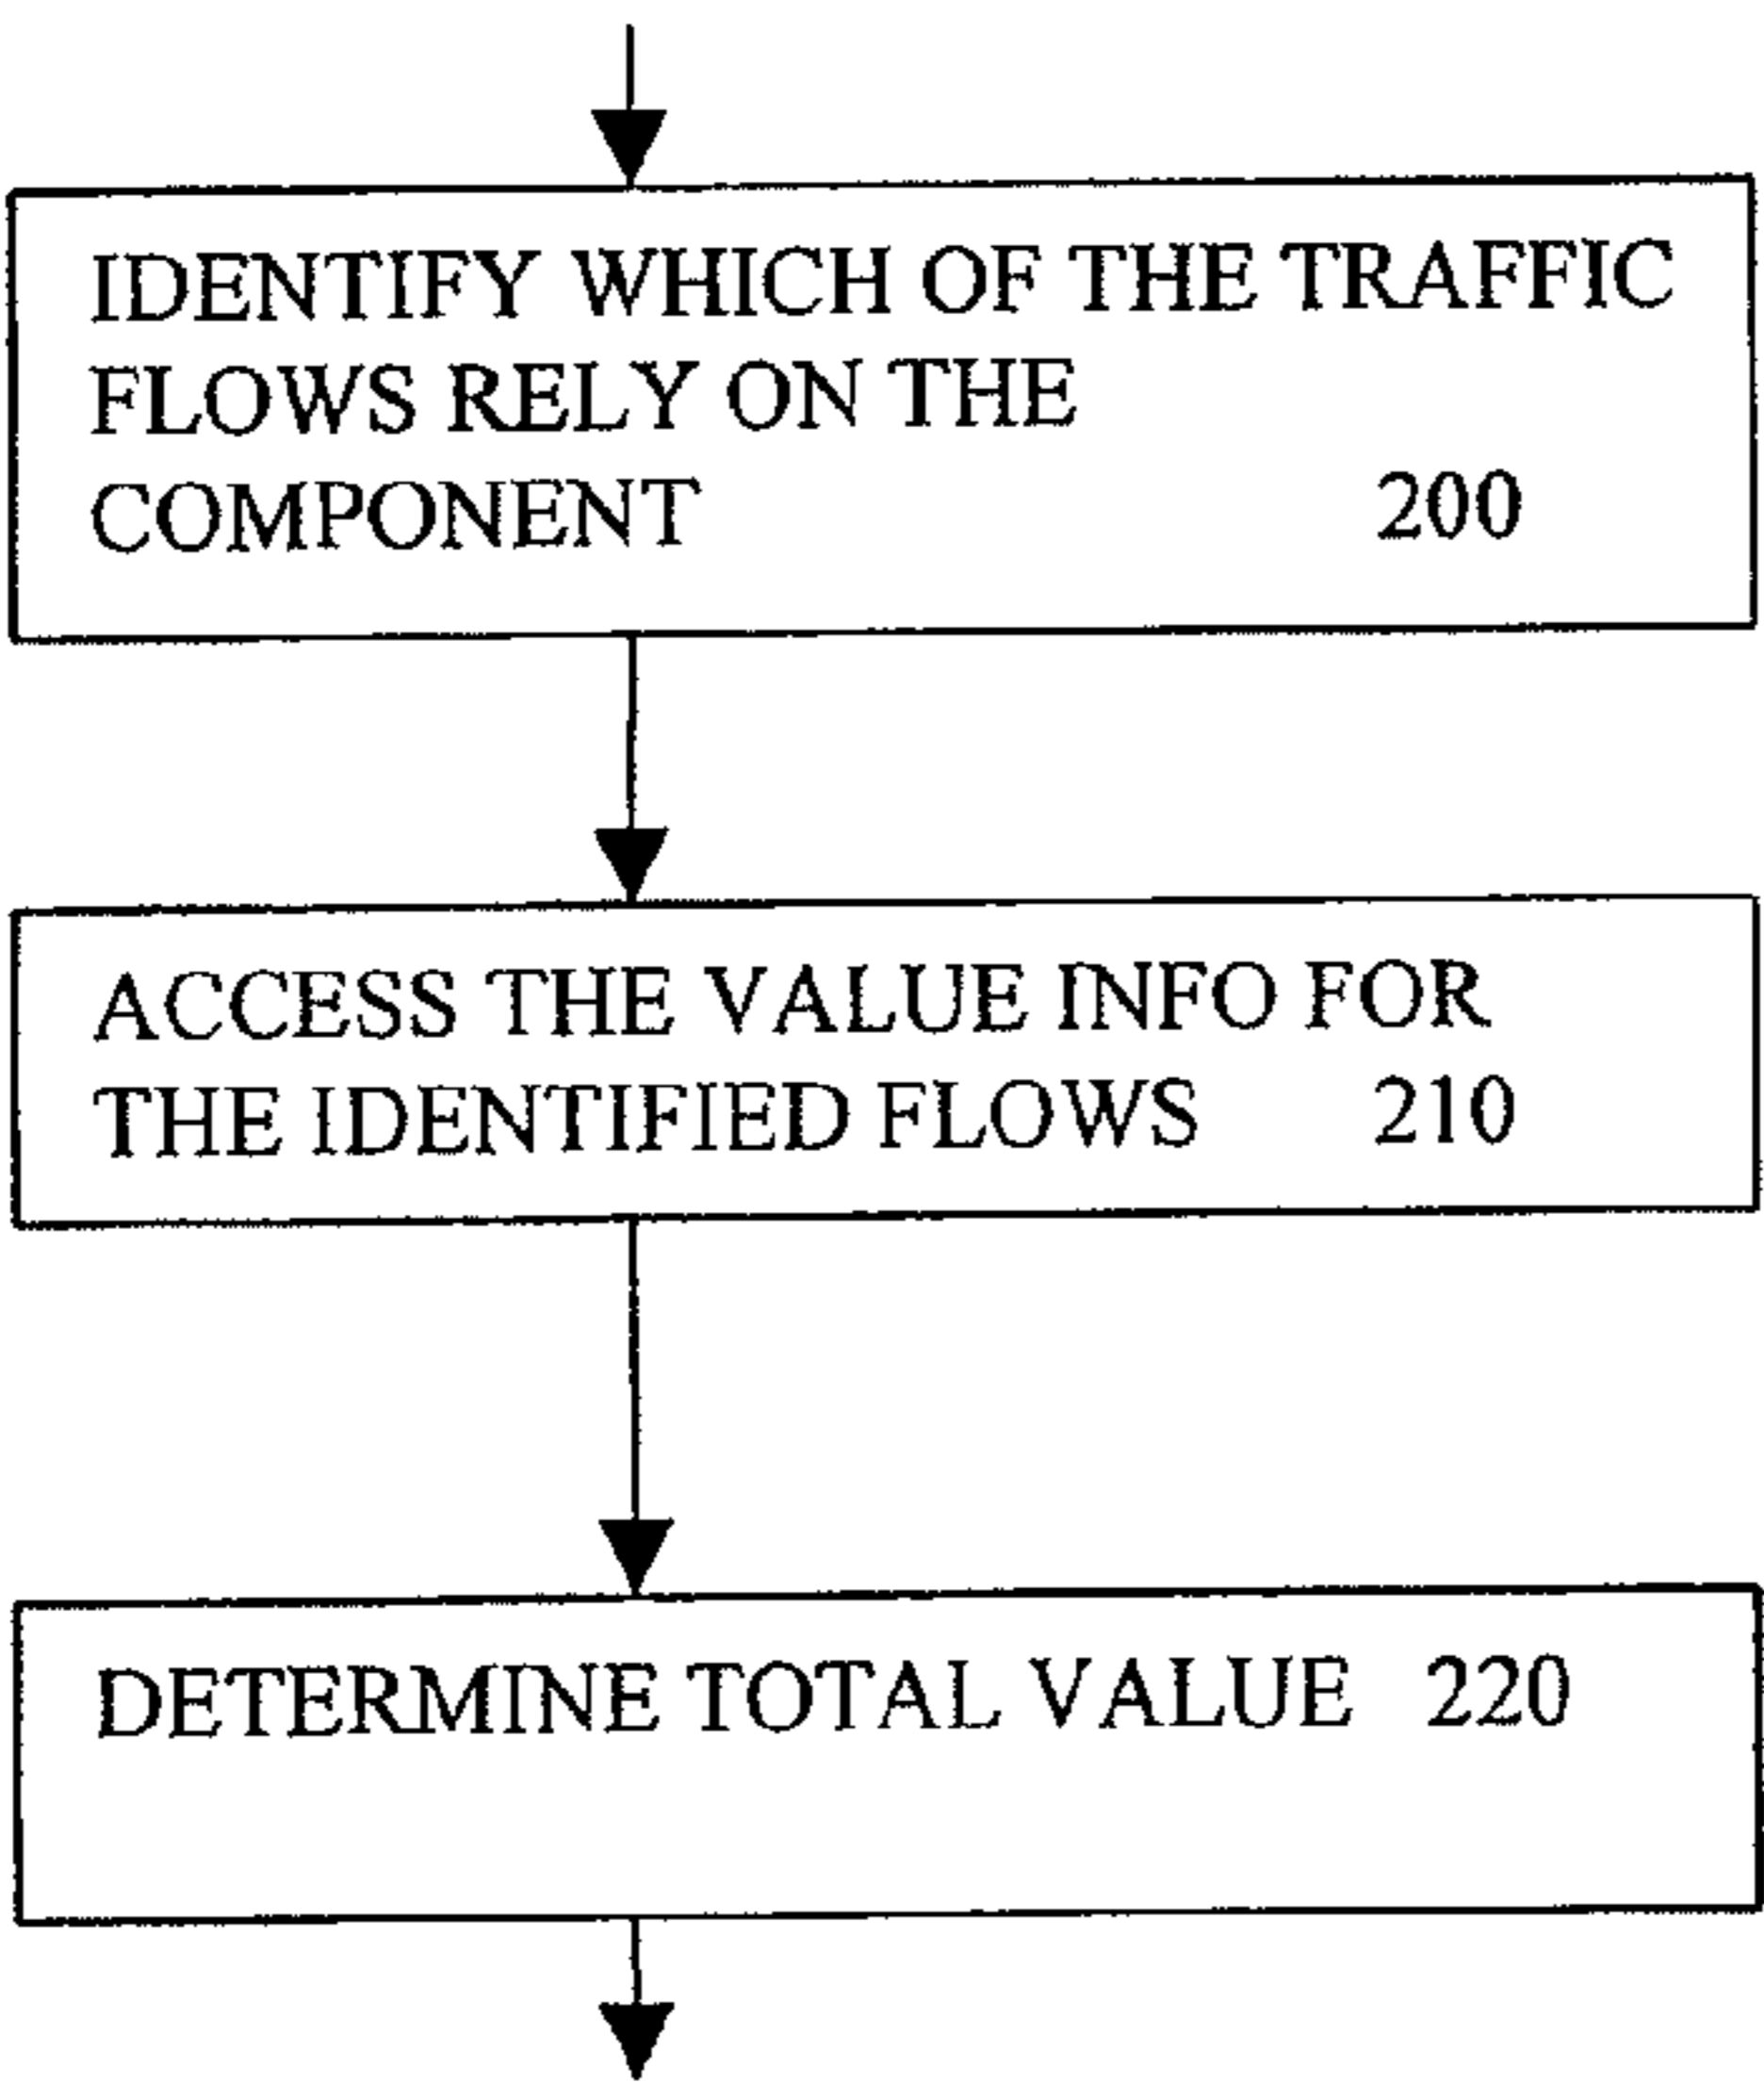 IDENTIFY WHICH OF THE TRAFFIC
FLOWS RELY ON THE
COMPONENT 200
ACCESS THE VALUE INFO FOR
THE IDENTIFIED FLOWS 210
DETERMINE TOTAL VALUE 220